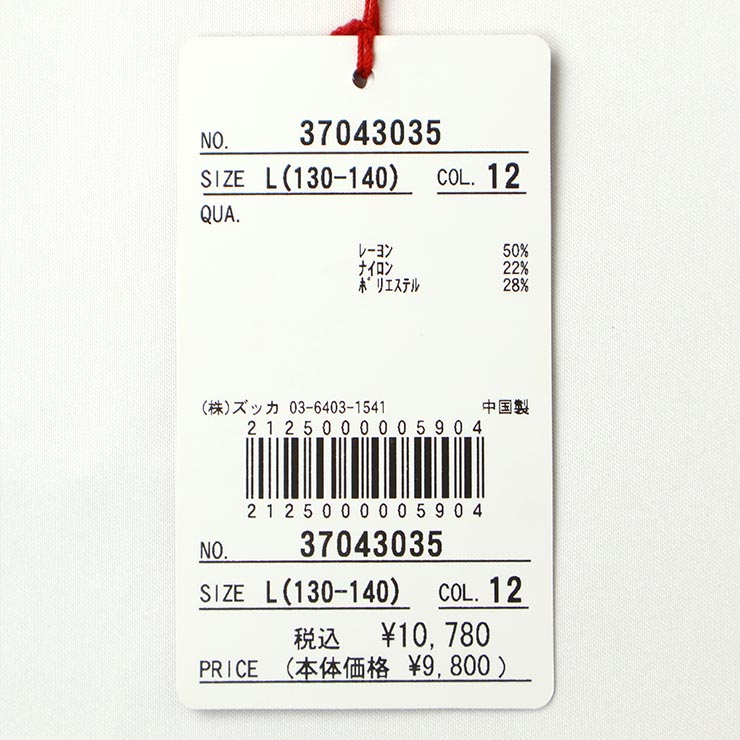 NO. 37043035
SIZE L(130-140) COL. 12
QUA.
ﾚｰﾖﾝ 50%
ﾅｲﾛﾝ 22%
ﾎﾟﾘｴｽﾃﾙ 28%
(株)ズッカ 03-6403-1541 中国製
2125000005904
2125000005904
NO. 37043035
SIZE L(130-140) COL. 12
税込 ¥10,780
PRICE (本体価格 ¥9,800)